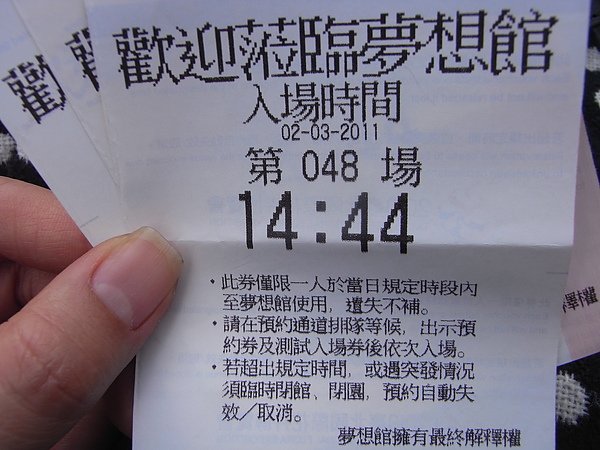 歡迎蒞臨夢想館
入場時間
02-03-2011
第 048 場
14:44
・此券僅限一人於當日規定時段內
至夢想館使用，遺失不補。
・請在預約通道排隊等候，出示預
約券及測試入場券後依次入場。
・若超出規定時間，或遇突發情況
須臨時閉館、閉園，預約自動失
效／取消。
夢想館擁有最終解釋權
歡
歡
釋權